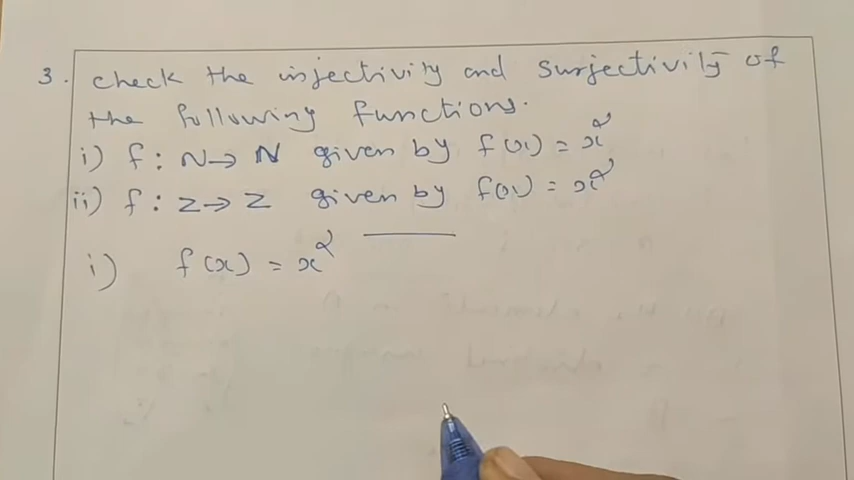 3. check the injectivity and surjectivity of
the following functions.
i) f : N → N given by f(x) = x²
ii) f : Z → Z given by f(x) = x²
i) f(x) = x²